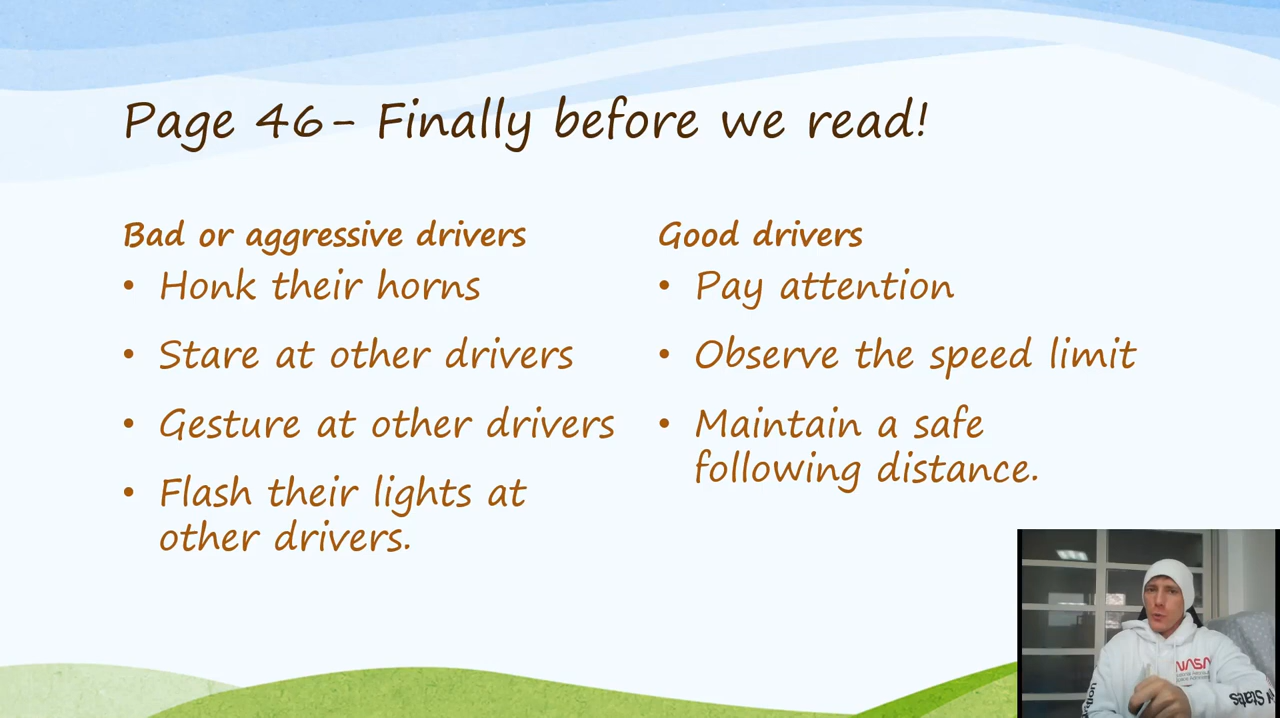 Page 46- Finally before we read!
Bad or aggressive drivers
• Honk their horns
• Stare at other drivers
• Gesture at other drivers
• Flash their lights at
other drivers.
Good drivers
• Pay attention
• Observe the speed limit
• Maintain a safe
following distance.
NASA